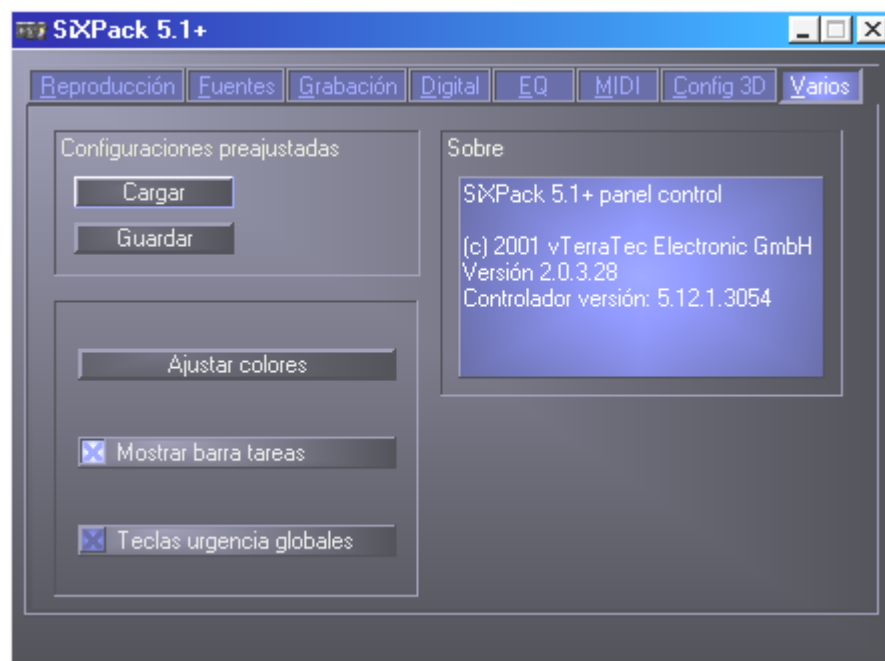 SiXPack 5.1+
Reproducción Fuentes Grabación Digital EQ MIDI Config 3D Varios
Configuraciones preajustadas
Cargar
Guardar
Ajustar colores
Mostrar barra tareas
Teclas urgencia globales
Sobre
SiXPack 5.1+ panel control
(c) 2001 vTerraTec Electronic GmbH
Versión 2.0.3.28
Controlador versión: 5.12.1.3054